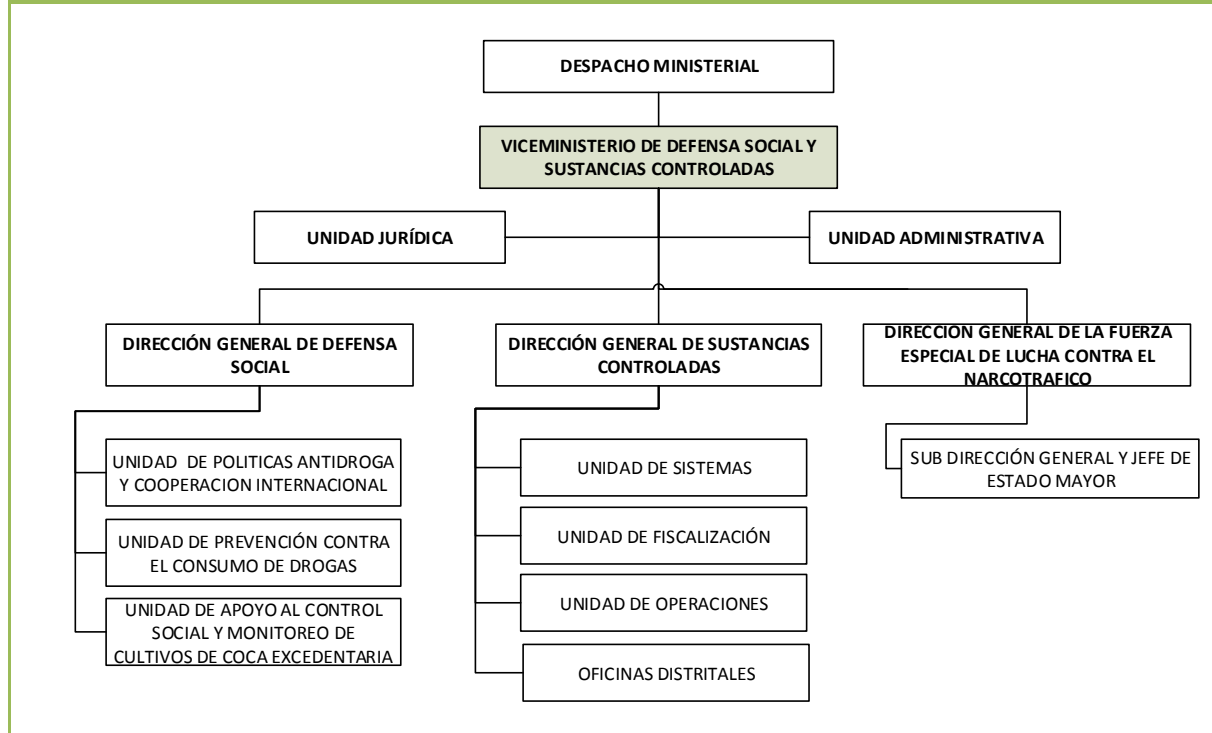 DESPACHO MINISTERIAL
VICEMINISTERIO DE DEFENSA SOCIAL Y
SUSTANCIAS CONTROLADAS
UNIDAD JURÍDICA
UNIDAD ADMINISTRATIVA
DIRECCIÓN GENERAL DE DEFENSA
SOCIAL
UNIDAD DE POLITICAS ANTIDROGA
Y COOPERACION INTERNACIONAL
UNIDAD DE PREVENCIÓN CONTRA
EL CONSUMO DE DROGAS
UNIDAD DE APOYO AL CONTROL
SOCIAL Y MONITOREO DE
CULTIVOS DE COCA EXCEDENTARIA
DIRECCIÓN GENERAL DE SUSTANCIAS
CONTROLADAS
UNIDAD DE SISTEMAS
UNIDAD DE FISCALIZACIÓN
UNIDAD DE OPERACIONES
OFICINAS DISTRITALES
DIRECCION GENERAL DE LA FUERZA
ESPECIAL DE LUCHA CONTRA EL
NARCOTRAFICO
SUB DIRECCIÓN GENERAL Y JEFE DE
ESTADO MAYOR